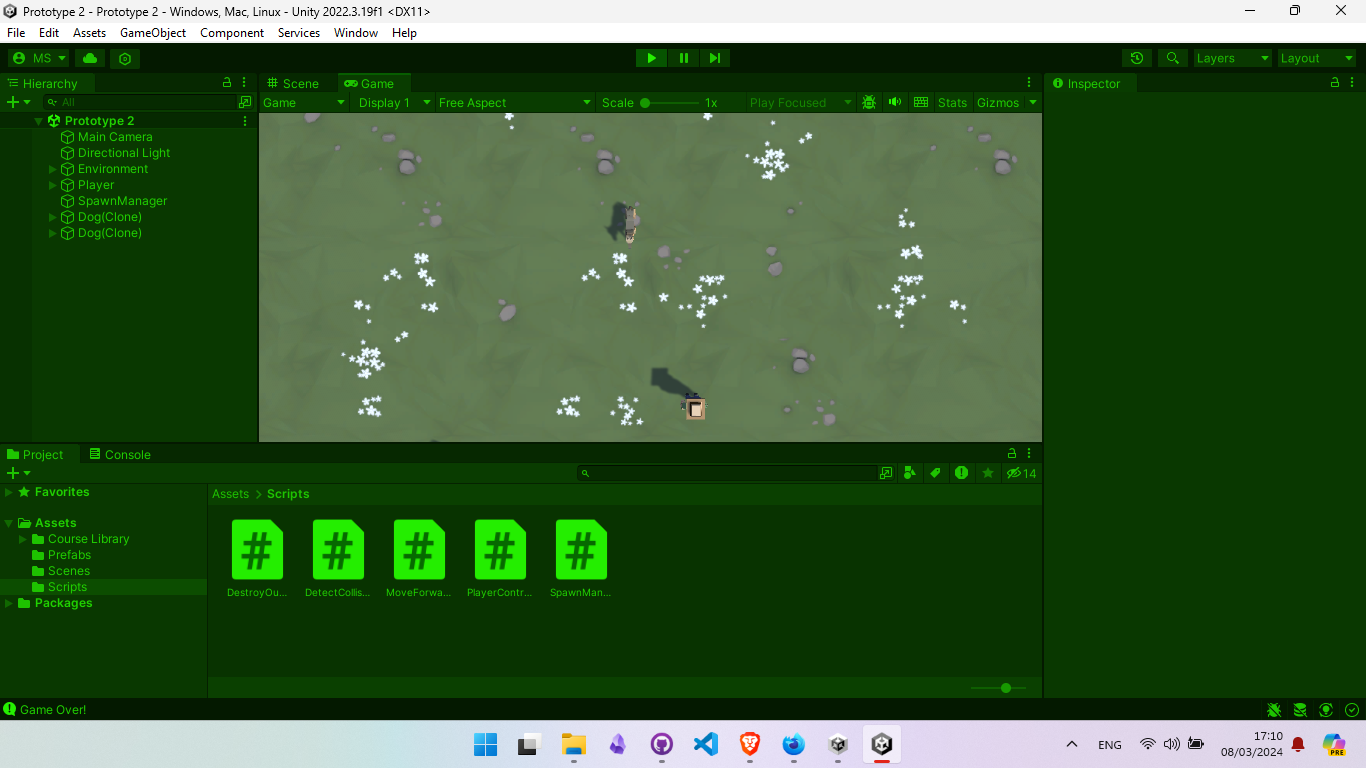 Prototype 2 - Prototype 2 - Windows, Mac, Linux - Unity 2022.3.19f1 <DX11>
File Edit Assets GameObject Component Services Window Help
MS Layers Layout
Hierarchy Scene Game Inspector
All Game Display 1 Free Aspect Scale 1x Play Focused Stats Gizmos
Prototype 2
Main Camera
Directional Light
Environment
Player
SpawnManager
Dog(Clone)
Dog(Clone)
Project Console
14
Favorites
Assets > Scripts
Assets
Course Library
Prefabs
Scenes
Scripts
Packages
DestroyOu... DetectCollis... MoveForwa... PlayerContr... SpawnMan...
Game Over!
ENG
17:10
08/03/2024
PRE